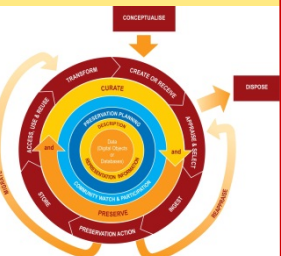 CONCEPTUALISE
CREATE OR RECEIVE
TRANSFORM
DISPOSE
CURATE
APPRAISE & SELECT
ACCESS, USE & REUSE
PRESERVATION PLANNING
DESCRIPTION
Data
(Digital Objects
or
Databases)
and
and
REPRESENTATION INFORMATION
COMMUNITY WATCH & PARTICIPATION
MIGRATE
STORE
INGEST
REAPPRAISE
PRESERVE
PRESERVATION ACTION